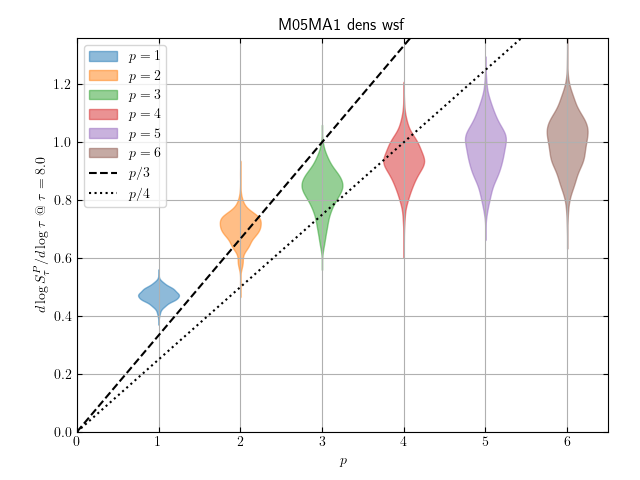 M05MA1 dens wsf
p = 1
p = 2
p = 3
p = 4
p = 5
p = 6
p/3
p/4
d log S_τ^P / d log τ @ τ = 8.0
1.2
1.0
0.8
0.6
0.4
0.2
0.0
0 1 2 3 4 5 6
p